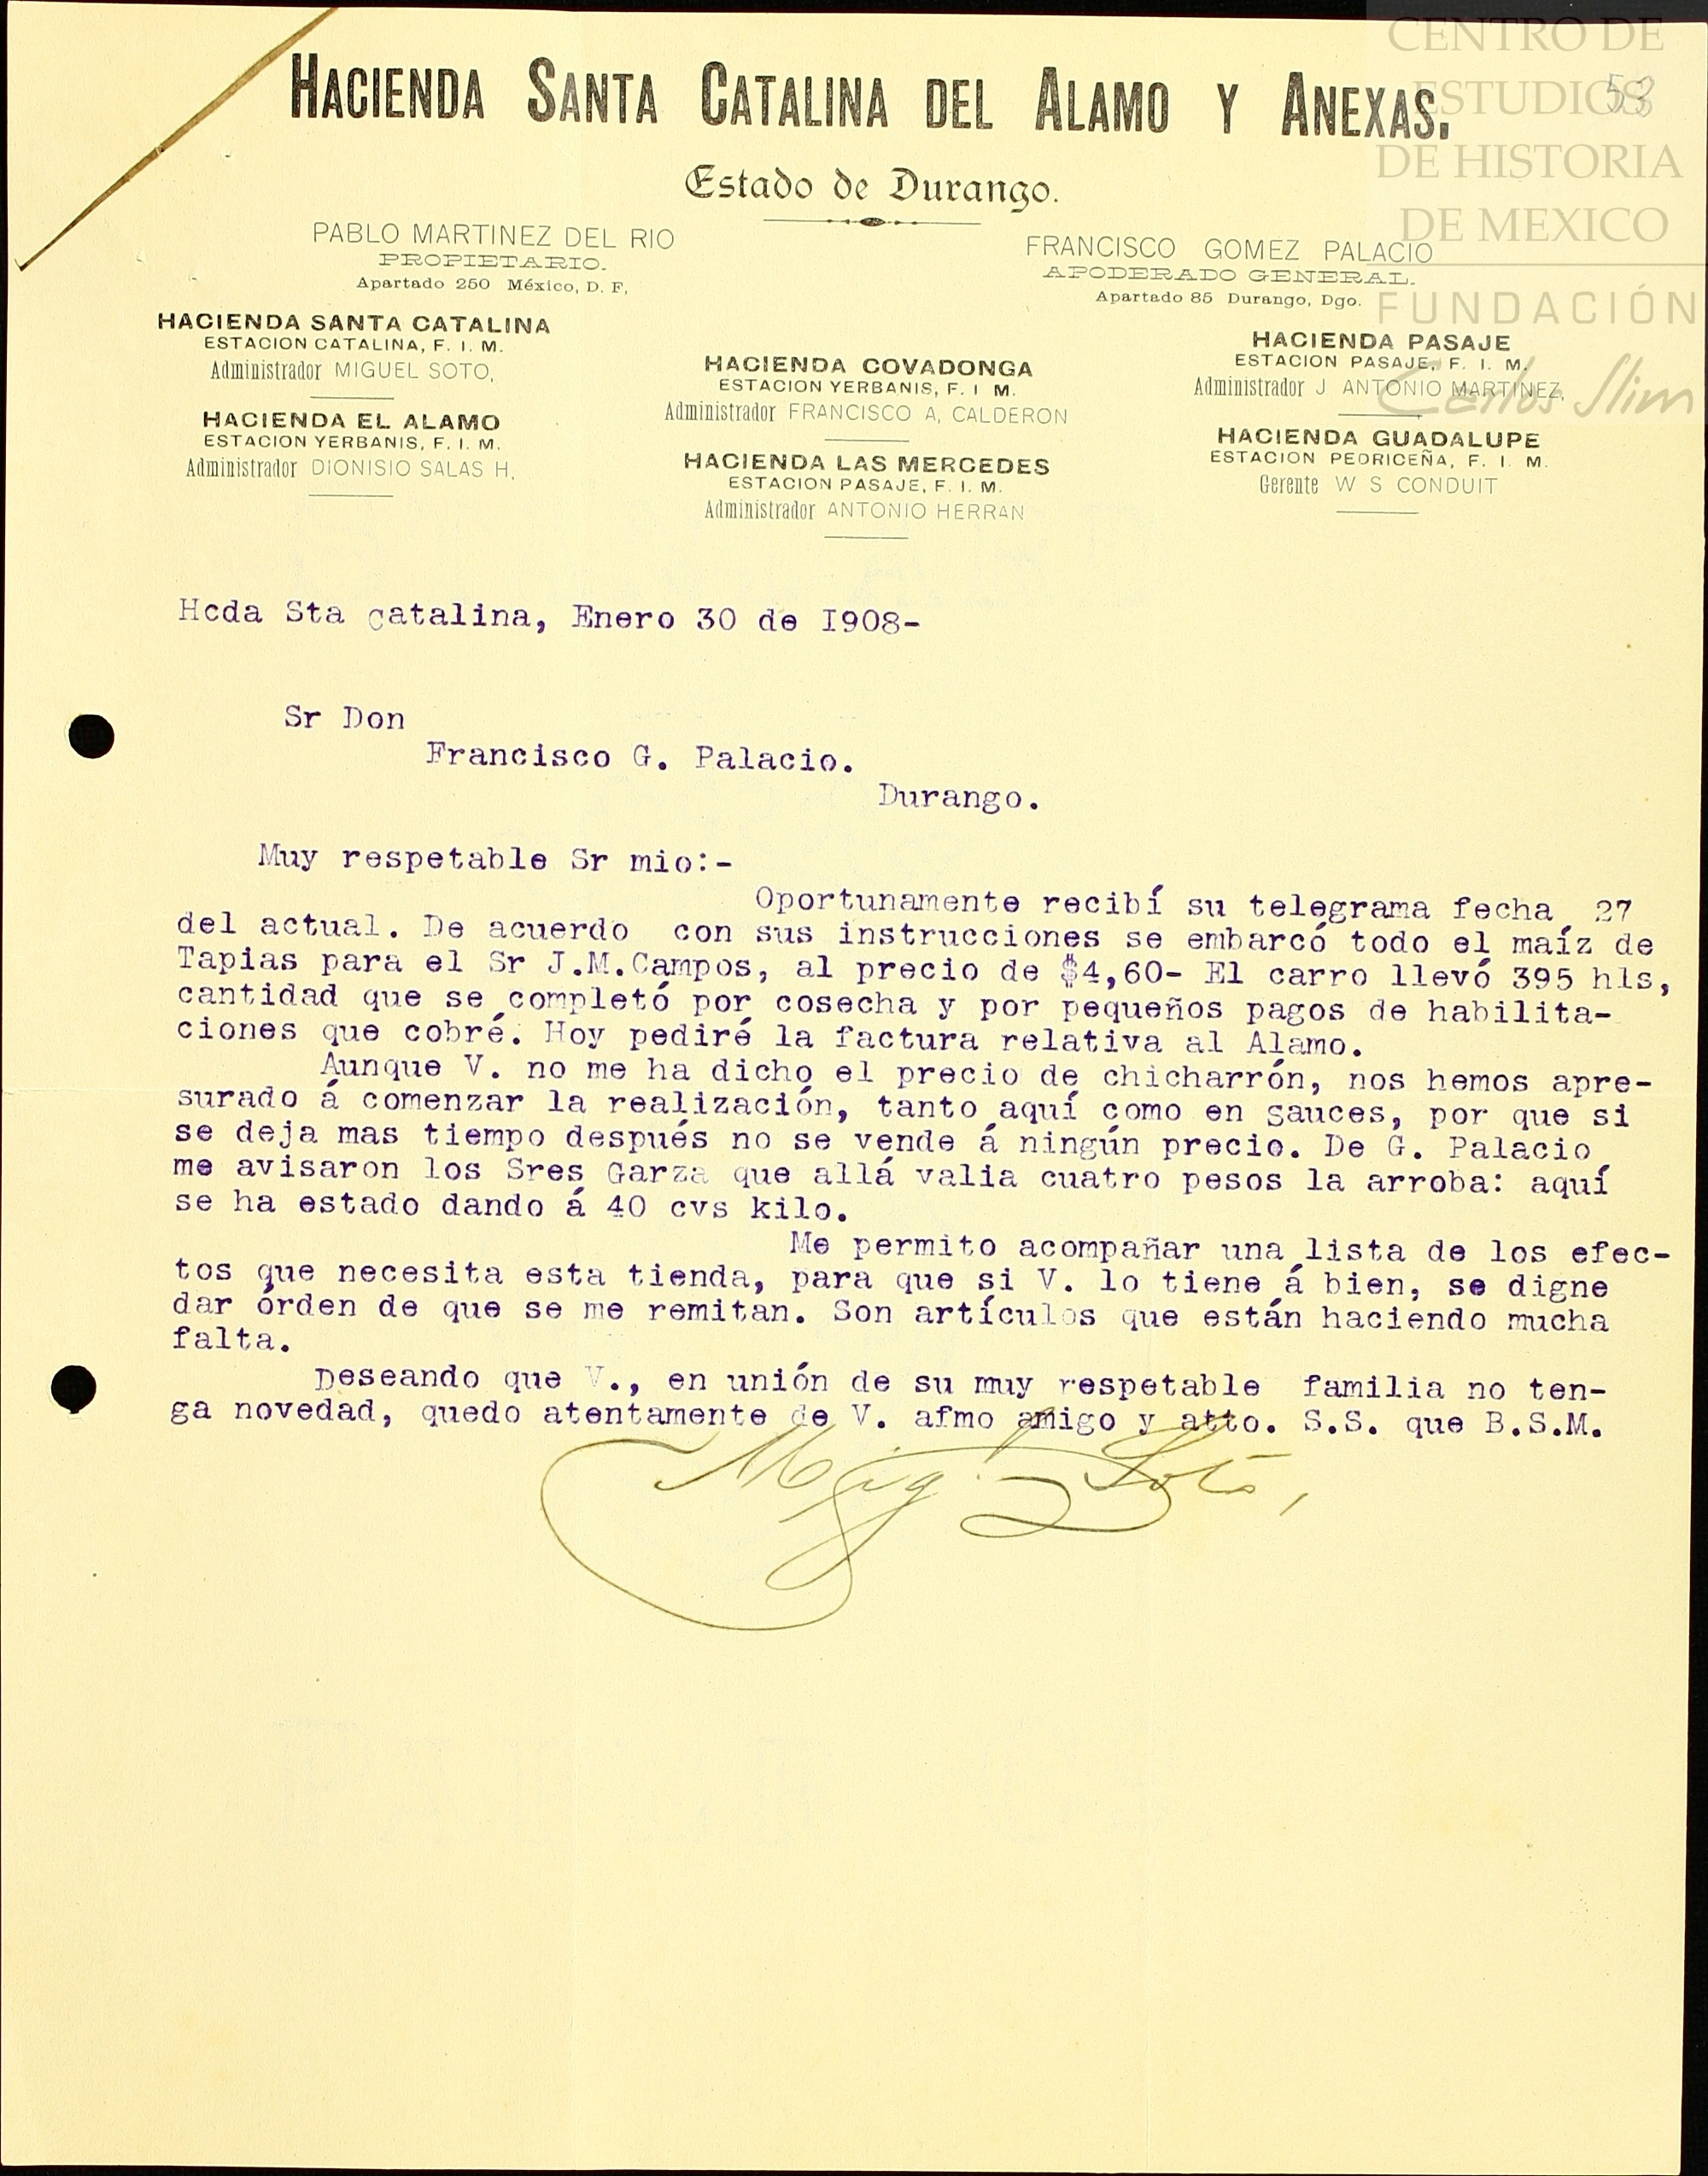 CENTRO DE
ESTUDIOS
DE HISTORIA
DE MEXICO
FUNDACIÓN
Carlos Slim
53
HACIENDA SANTA CATALINA DEL ALAMO Y ANEXAS.
Estado de Durango.
PABLO MARTINEZ DEL RIO
PROPIETARIO.
Apartado 250 México, D. F,
FRANCISCO GOMEZ PALACIO
APODERADO GENERAL.
Apartado 85 Durango, Dgo.
HACIENDA SANTA CATALINA
ESTACION CATALINA, F. I. M.
Administrador MIGUEL SOTO,
HACIENDA EL ALAMO
ESTACION YERBANIS, F. I. M.
Administrador DIONISIO SALAS H,
HACIENDA COVADONGA
ESTACION YERBANIS, F. I M.
Administrador FRANCISCO A, CALDERON
HACIENDA LAS MERCEDES
ESTACION PASAJE, F. I. M.
Administrador ANTONIO HERRAN
HACIENDA PASAJE
ESTACION PASAJE, F. I. M.
Administrador J ANTONIO MARTINEZ,
HACIENDA GUADALUPE
ESTACION PEDRICEÑA, F. I. M.
Gerente W S CONDUIT
Hcda Sta catalina, Enero 30 de I908-
Sr Don
Francisco G. Palacio.
Durango.
Muy respetable Sr mio:-
Oportunamente recibí su telegrama fecha 27
del actual. De acuerdo con sus instrucciones se embarcó todo el maíz de
Tapias para el Sr J.M.Campos, al precio de $4,60- El carro llevó 395 hls,
cantidad que se completó por cosecha y por pequeños pagos de habilita-
ciones que cobré. Hoy pediré la factura relativa al Alamo.
Aunque V. no me ha dicho el precio de chicharrón, nos hemos apre-
surado á comenzar la realización, tanto aquí como en sauces, por que si
se deja mas tiempo después no se vende á ningún precio. De G. Palacio
me avisaron los Sres Garza que allá valia cuatro pesos la arroba: aquí
se ha estado dando á 40 cvs kilo.
Me permito acompañar una lista de los efec-
tos que necesita esta tienda, para que si V. lo tiene á bien, se digne
dar órden de que se me remitan. Son artículos que están haciendo mucha
falta.
Deseando que V., en unión de su muy respetable familia no ten-
ga novedad, quedo atentamente de V. afmo amigo y atto. S.S. que B.S.M.
Mig. Soto,